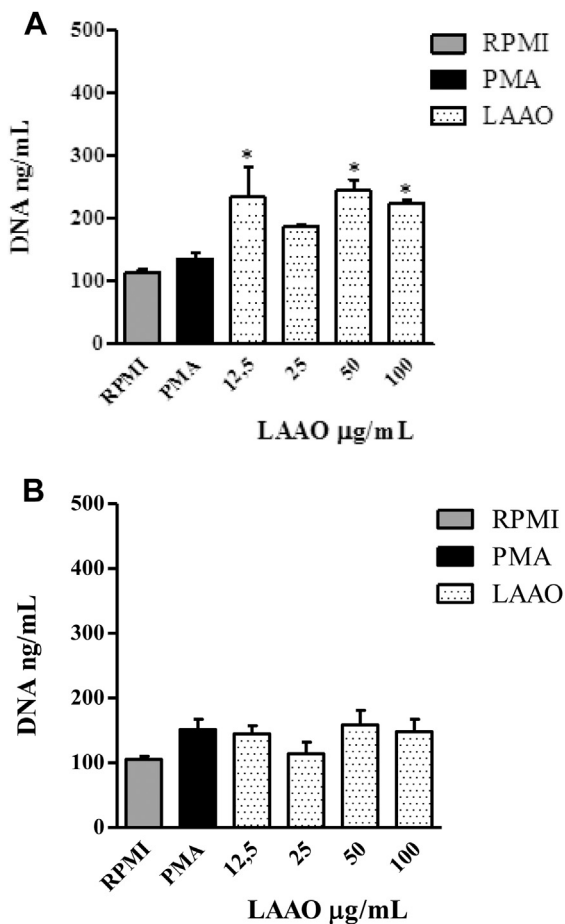 A
500
400
300
200
100
0
DNA ng/mL
RPMI
PMA
LAAO
*
*
*
RPMI
PMA
12,5
25
50
100
LAAO µg/mL
B
500
400
300
200
100
0
DNA ng/mL
RPMI
PMA
LAAO
RPMI
PMA
12,5
25
50
100
LAAO µg/mL